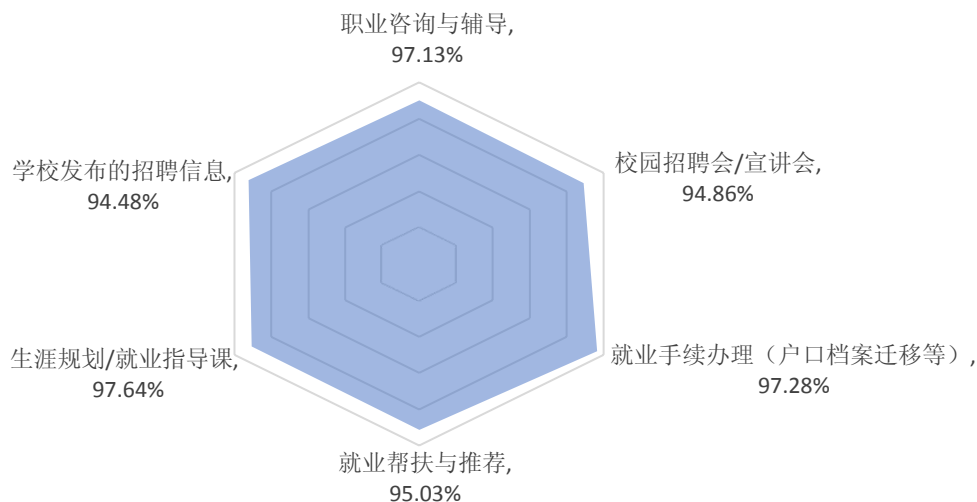 职业咨询与辅导,
97.13%
学校发布的招聘信息,
94.48%
校园招聘会/宣讲会,
94.86%
生涯规划/就业指导课,
97.64%
就业手续办理（户口档案迁移等）,
97.28%
就业帮扶与推荐,
95.03%